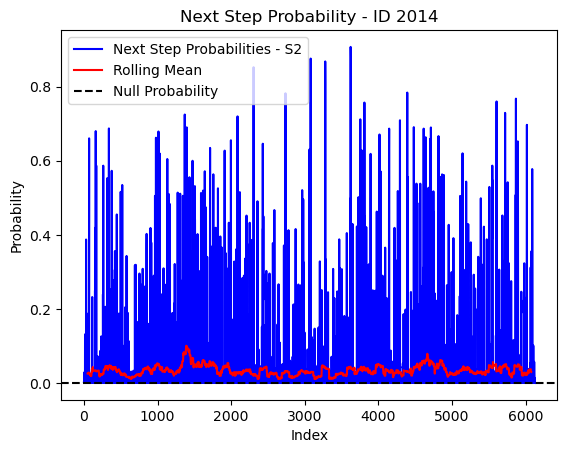 Next Step Probability - ID 2014
Next Step Probabilities - S2
Rolling Mean
Null Probability
Probability
0.8
0.6
0.4
0.2
0.0
0
1000
2000
3000
4000
5000
6000
Index